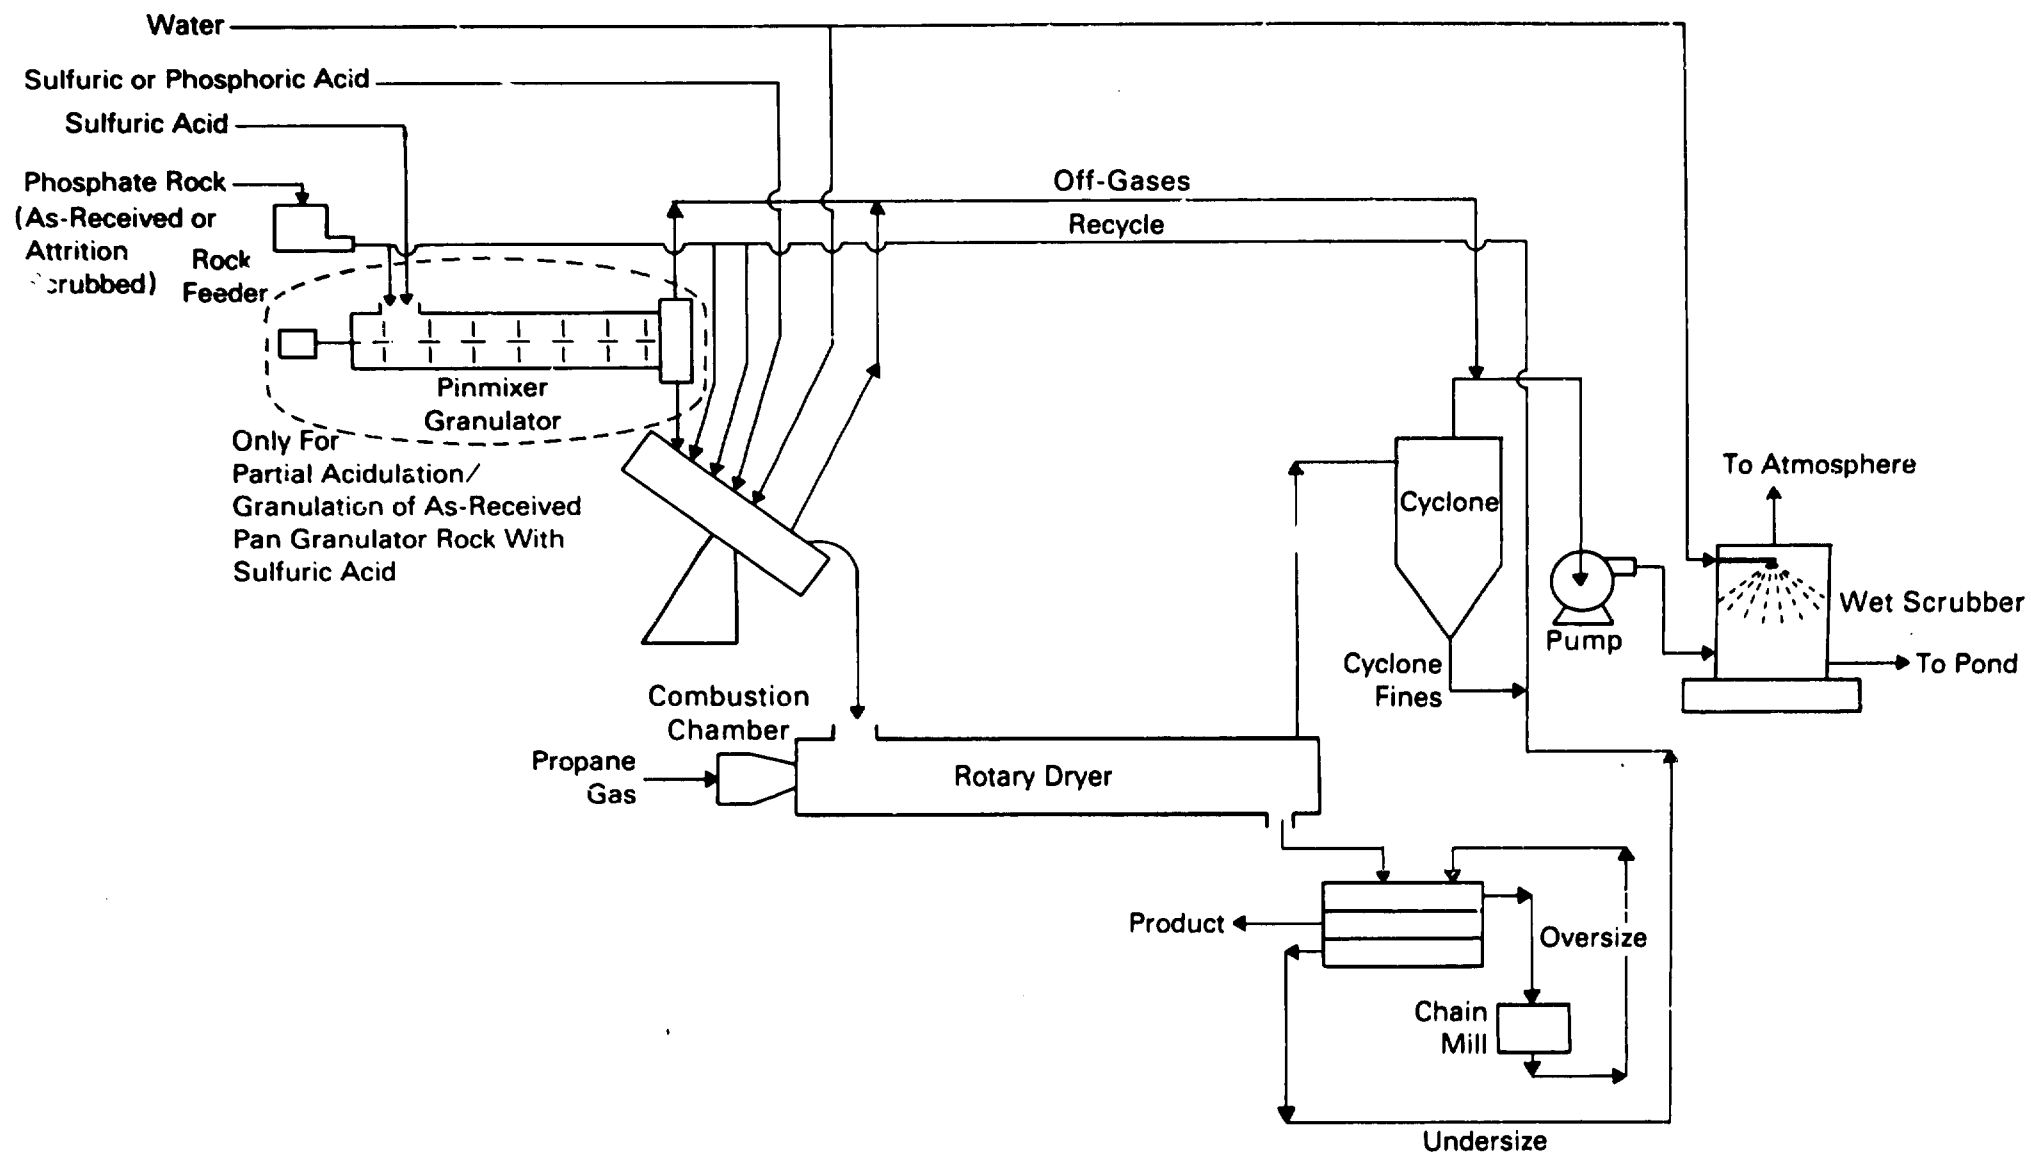 Water
Sulfuric or Phosphoric Acid
Sulfuric Acid
Phosphate Rock
(As-Received or
Attrition
crubbed)
Rock
Feeder
Off-Gases
Recycle
Pinmixer
Granulator
Only For
Partial Acidulation/
Granulation of As-Received
Pan Granulator Rock With
Sulfuric Acid
Cyclone
To Atmosphere
Wet Scrubber
To Pond
Pump
Cyclone
Fines
Combustion
Chamber
Propane
Gas
Rotary Dryer
Product
Oversize
Chain
Mill
Undersize